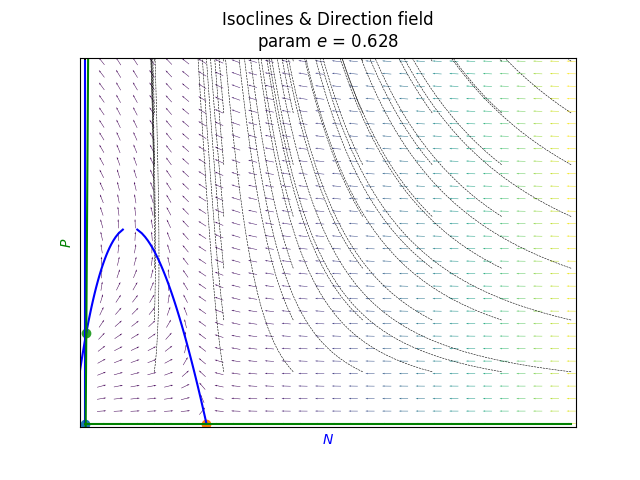 Isoclines & Direction field
param e = 0.628
P
N